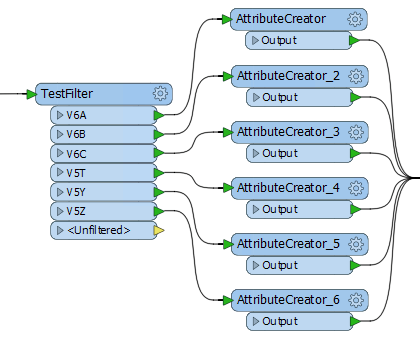 TestFilter
V6A
V6B
V6C
V5T
V5Y
V5Z
<Unfiltered>
AttributeCreator
Output
AttributeCreator_2
Output
AttributeCreator_3
Output
AttributeCreator_4
Output
AttributeCreator_5
Output
AttributeCreator_6
Output